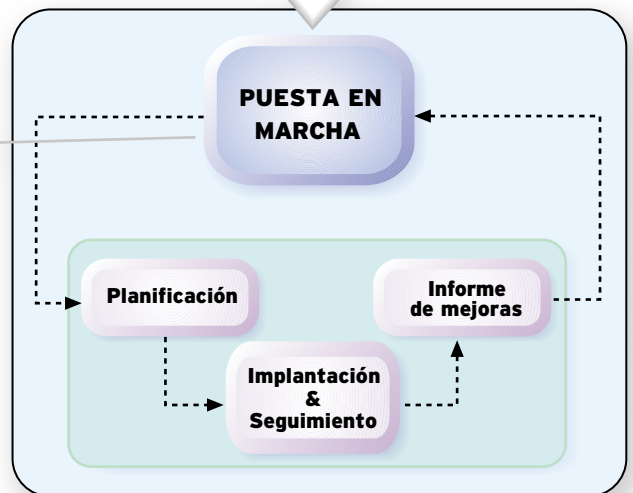 PUESTA EN
MARCHA
Planificación
Informe
de mejoras
Implantación
&
Seguimiento